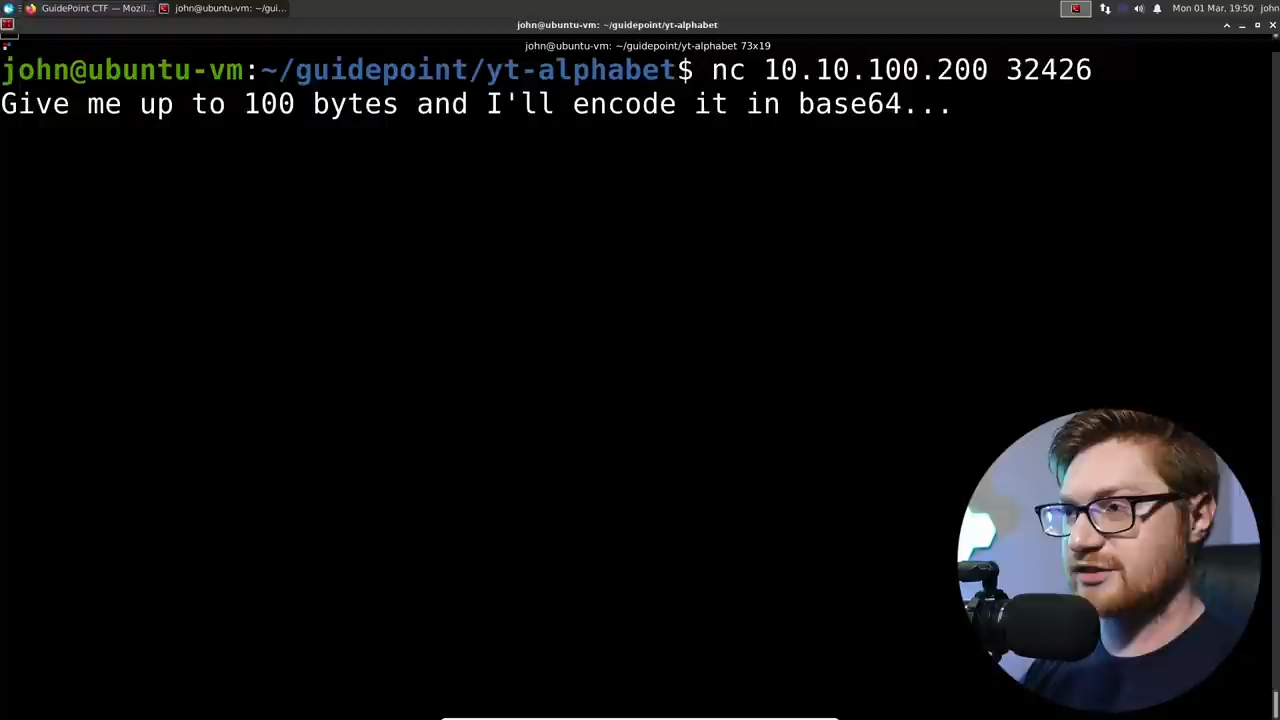 GuidePoint CTF — Mozil...
john@ubuntu-vm: ~/gui...
Mon 01 Mar, 19:50 john
john@ubuntu-vm: ~/guidepoint/yt-alphabet
john@ubuntu-vm: ~/guidepoint/yt-alphabet 73x19
john@ubuntu-vm:~/guidepoint/yt-alphabet$ nc 10.10.100.200 32426
Give me up to 100 bytes and I'll encode it in base64...